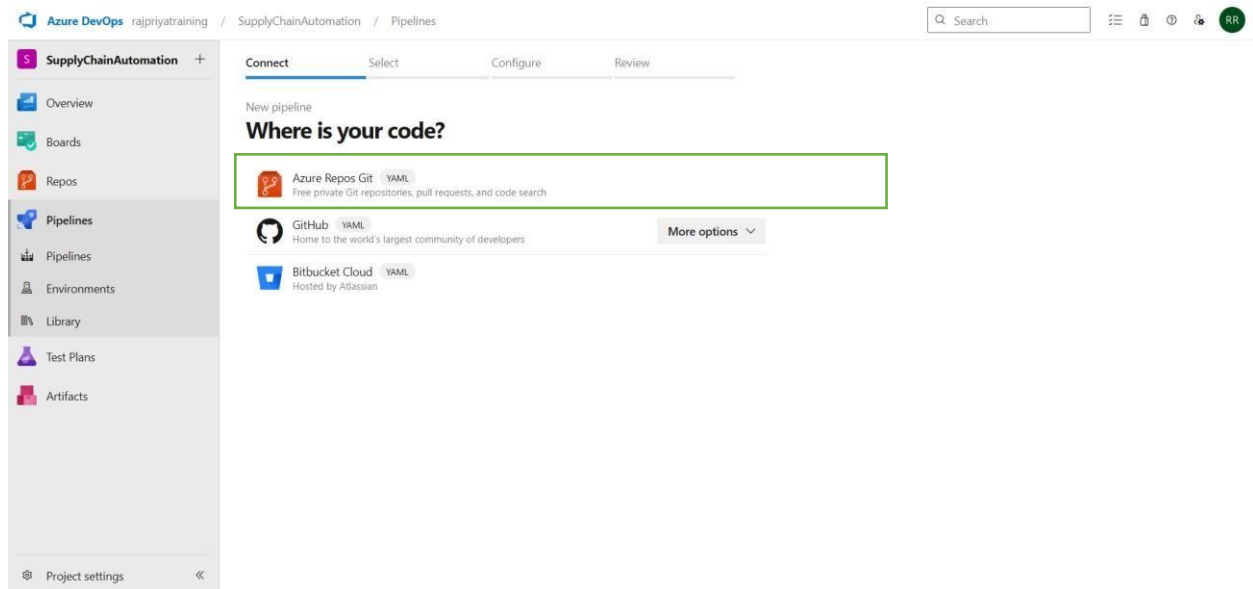 Azure DevOps rajpriyatraining / SupplyChainAutomation / Pipelines
Search
RR
S SupplyChainAutomation +
Overview
Boards
Repos
Pipelines
Pipelines
Environments
Library
Test Plans
Artifacts
Project settings
Connect Select Configure Review
New pipeline
Where is your code?
Azure Repos Git YAML
Free private Git repositories, pull requests, and code search
GitHub YAML
Home to the world's largest community of developers
More options
Bitbucket Cloud YAML
Hosted by Atlassian